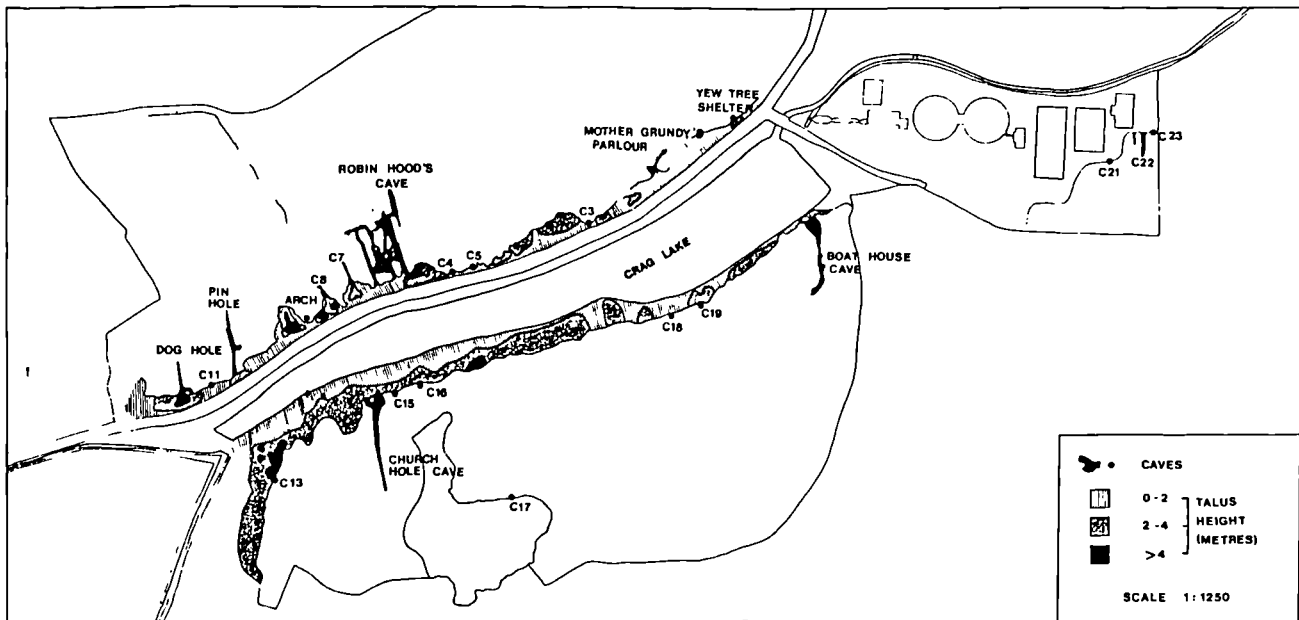 YEW TREE
SHELTER
MOTHER GRUNDY
PARLOUR
C23
C22
C21
ROBIN HOOD'S
CAVE
C3
C5
C4
C7
C8
ARCH
PIN
HOLE
DOG HOLE
C11
CRAG LAKE
BOAT HOUSE
CAVE
C19
C18
C16
C15
CHURCH
HOLE CAVE
C13
C17
CAVES
0-2
TALUS
2-4
HEIGHT
(METRES)
>4
SCALE 1:1250